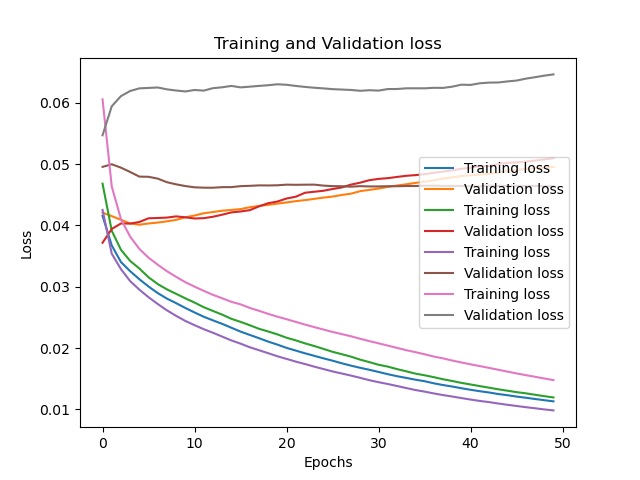 Training and Validation loss
Loss
0.06
0.05
0.04
0.03
0.02
0.01
Training loss
Validation loss
Training loss
Validation loss
Training loss
Validation loss
Training loss
Validation loss
0
10
20
30
40
50
Epochs